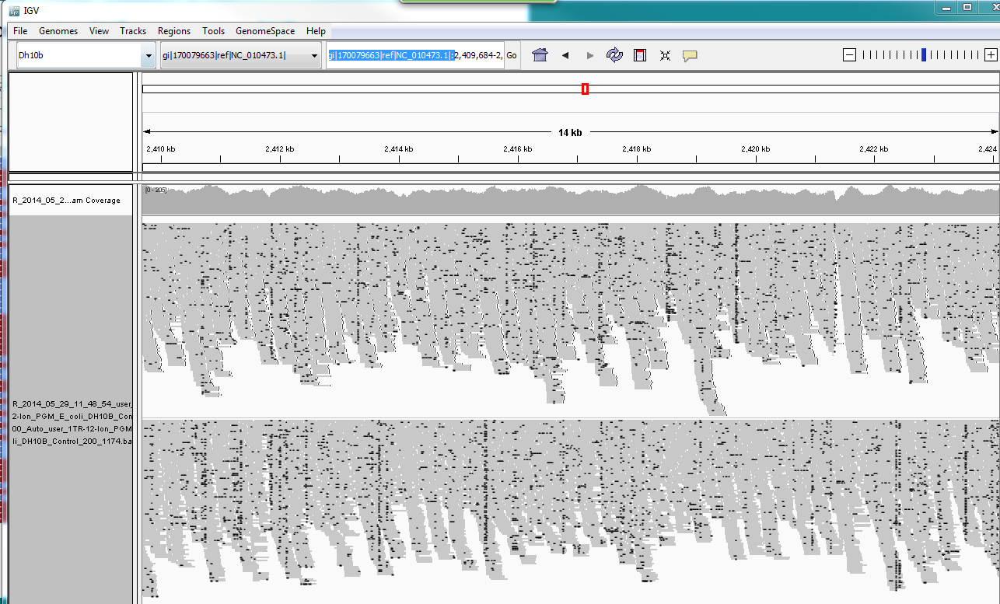 IGV
File Genomes View Tracks Regions Tools GenomeSpace Help
Dh10b gi|170079663|ref|NC_010473.1| gi|170079663|ref|NC_010473.1|:2,409,684-2, Go
14 kb
2,410 kb 2,412 kb 2,414 kb 2,416 kb 2,418 kb 2,420 kb 2,422 kb 2,424
[0 - 205]
R_2014_05_2...am Coverage
R_2014_05_29_11_48_54_user_
2-Ion_PGM_E_coli_DH10B_Con
00_Auto_user_1TR-12-Ion_PGM
li_DH10B_Control_200_1174.ba